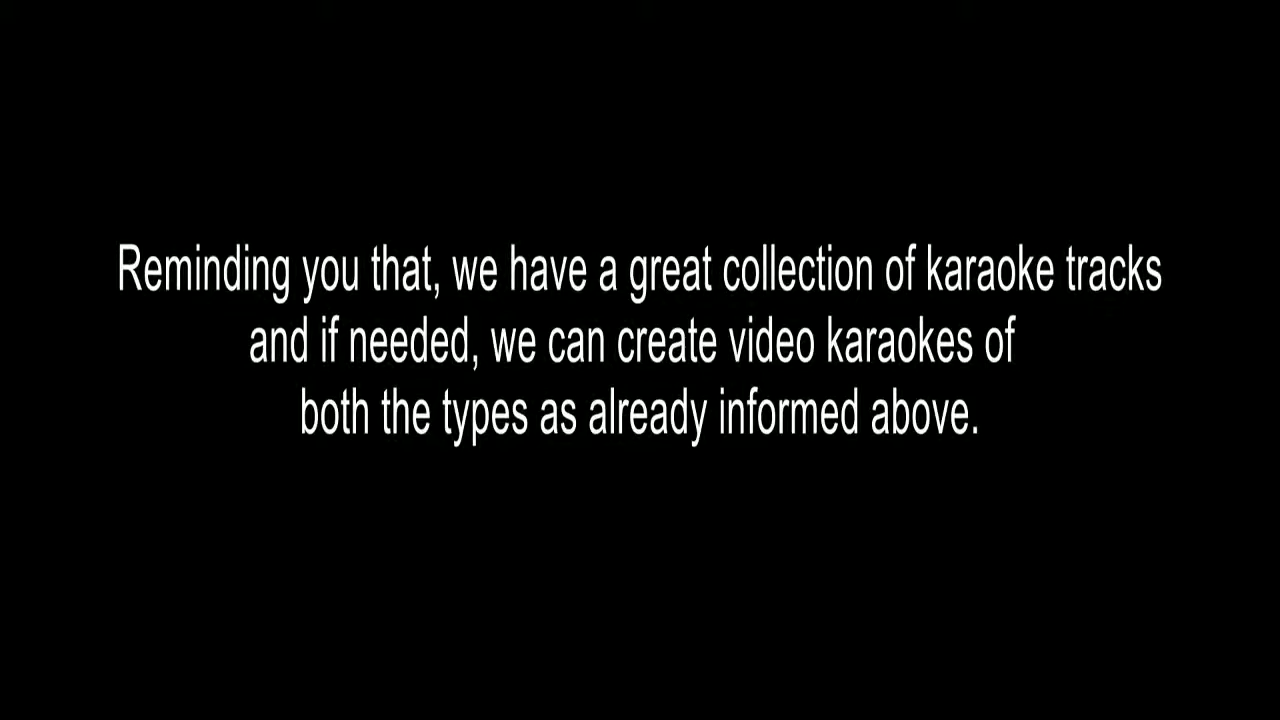 Reminding you that, we have a great collection of karaoke tracks
and if needed, we can create video karaokes of
both the types as already informed above.